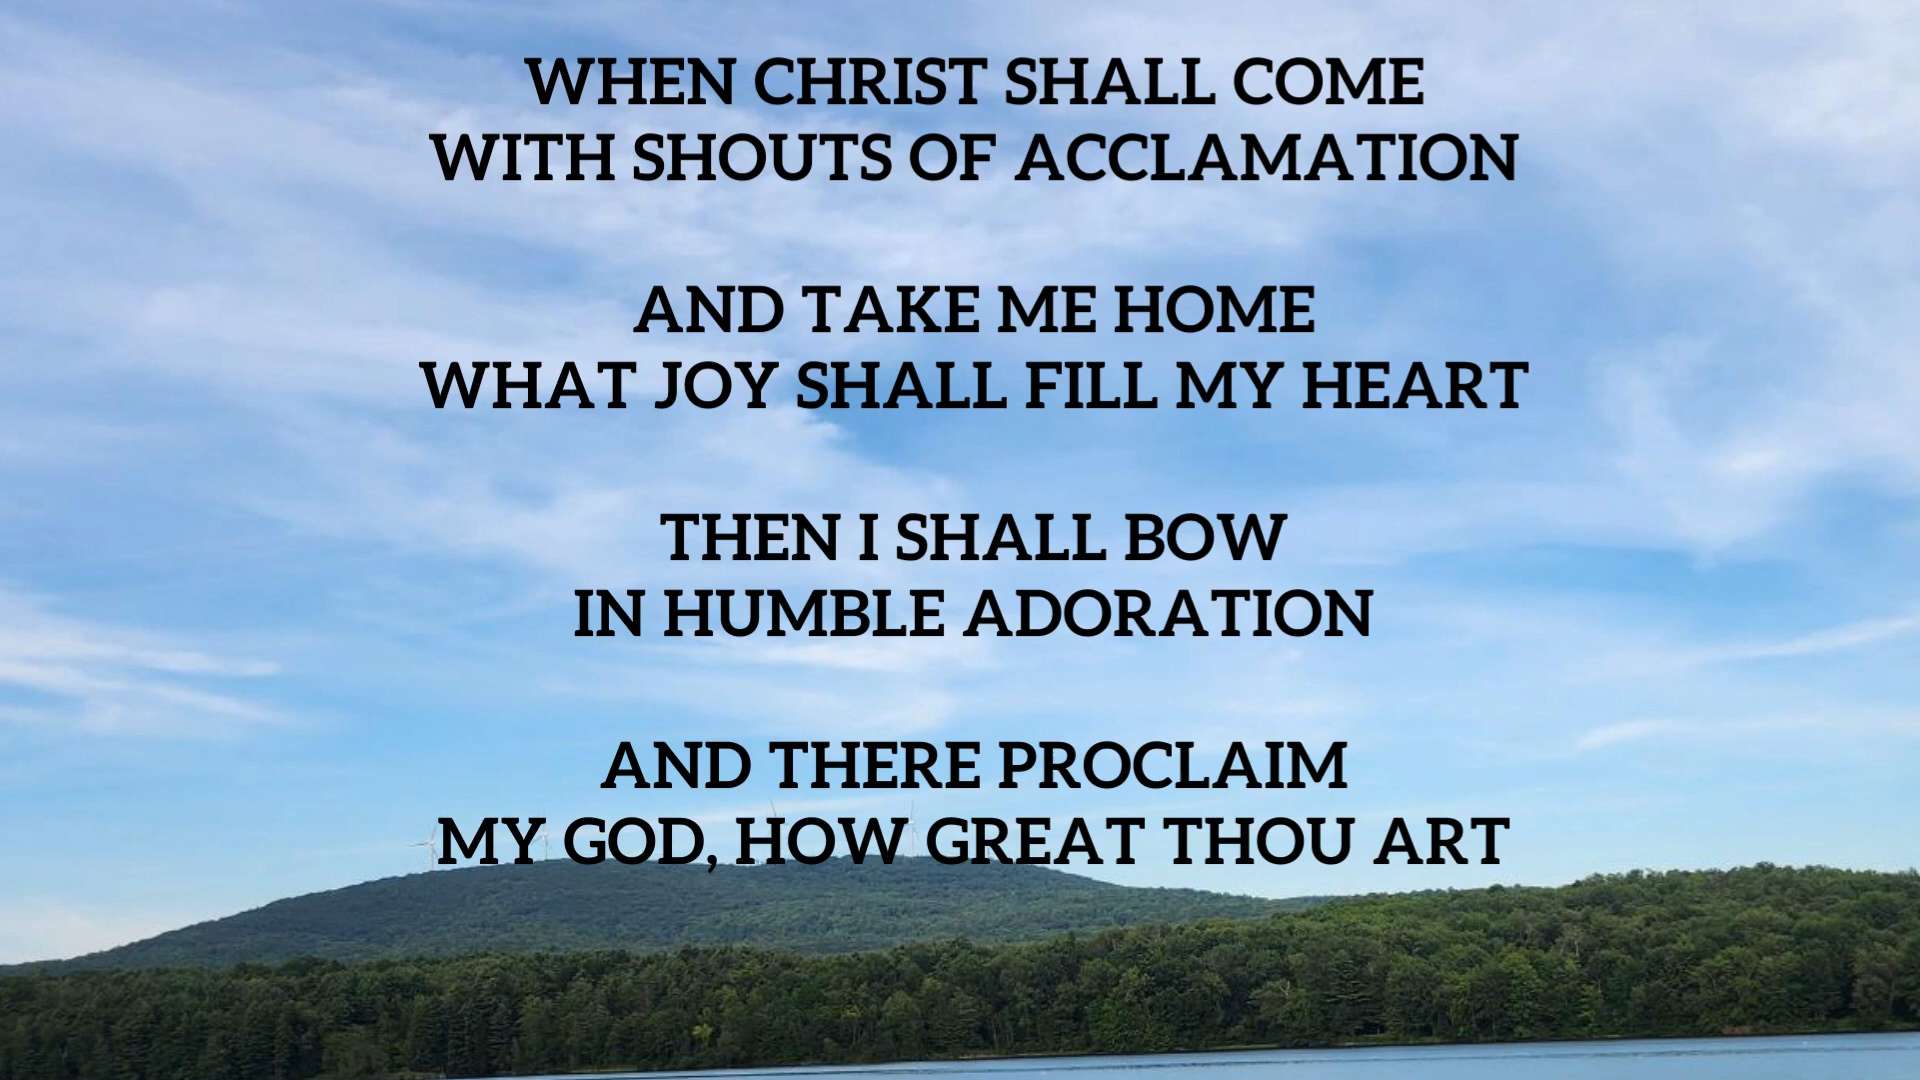 WHEN CHRIST SHALL COME
WITH SHOUTS OF ACCLAMATION
AND TAKE ME HOME
WHAT JOY SHALL FILL MY HEART
THEN I SHALL BOW
IN HUMBLE ADORATION
AND THERE PROCLAIM
MY GOD, HOW GREAT THOU ART